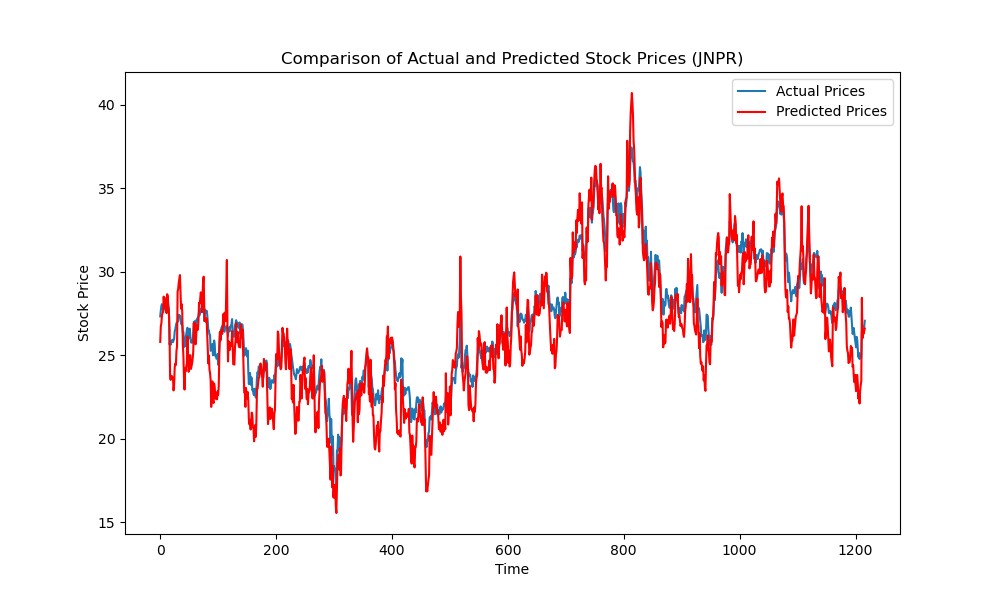 Comparison of Actual and Predicted Stock Prices (JNPR)
Actual Prices
Predicted Prices
Stock Price
40
35
30
25
20
15
0 200 400 600 800 1000 1200
Time